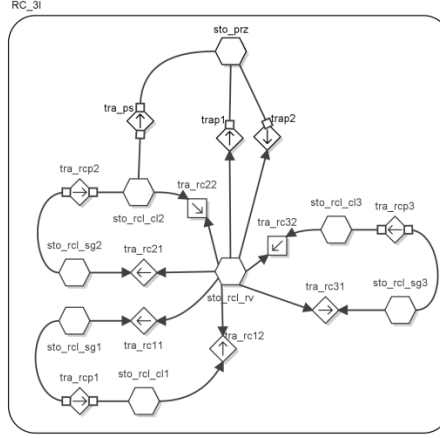 RC_3I
sto_prz
tra_ps
trap1
trap2
tra_rcp2
tra_rc22
sto_rcl_cl3
tra_rcp3
sto_rcl_cl2
tra_rc32
sto_rcl_sg2
tra_rc21
tra_rc31
sto_rcl_sg3
sto_rcl_rv
sto_rcl_sg1
tra_rc11
tra_rc12
tra_rcp1
sto_rcl_cl1